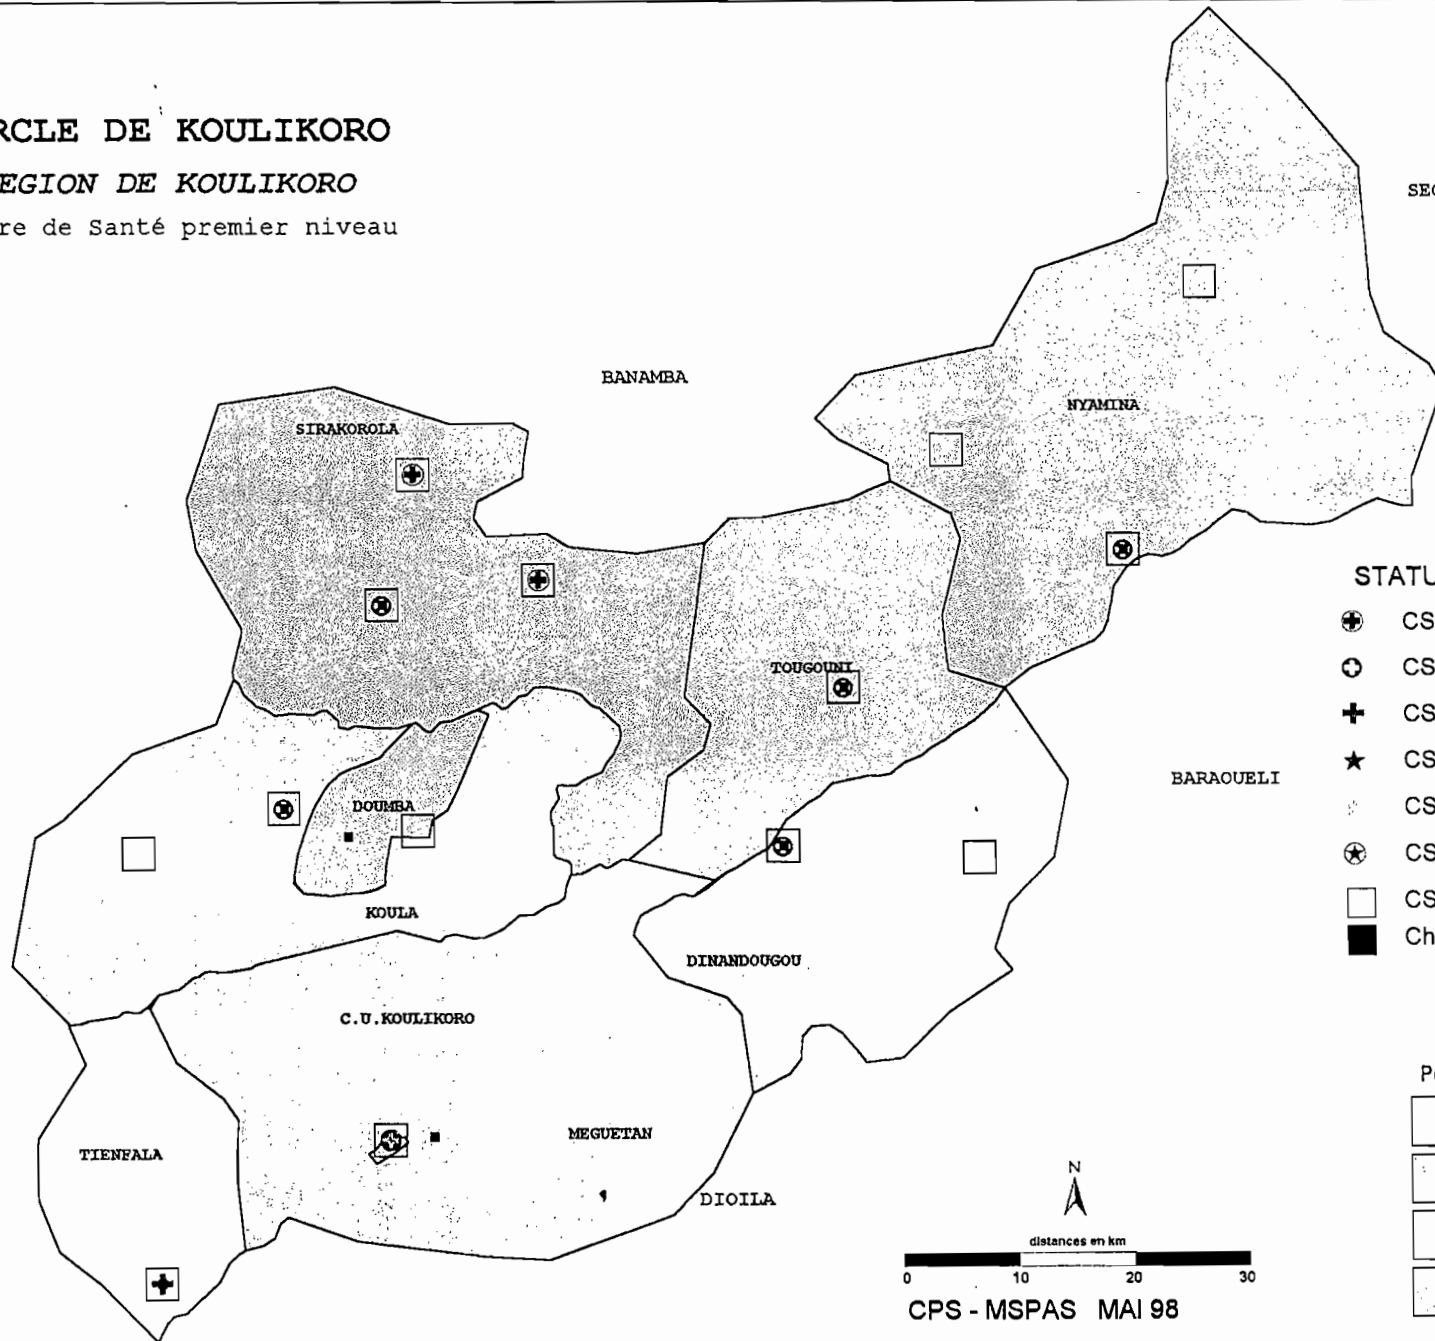 RCLE DE KOULIKORO
EGION DE KOULIKORO
re de Santé premier niveau
SEG
BANAMBA
NYAMINA
SIRAKOROLA
STATU
CS
CS
CS
CS
CS
CS
CS
Ch
TOUGOUNI
BARAOUELI
DOUMBA
KOULA
DINANDOUGOU
C.U.KOULIKORO
P
TIENFALA
MEGUETAN
DIOILA
N
distances en km
0 10 20 30
CPS - MSPAS MAI 98